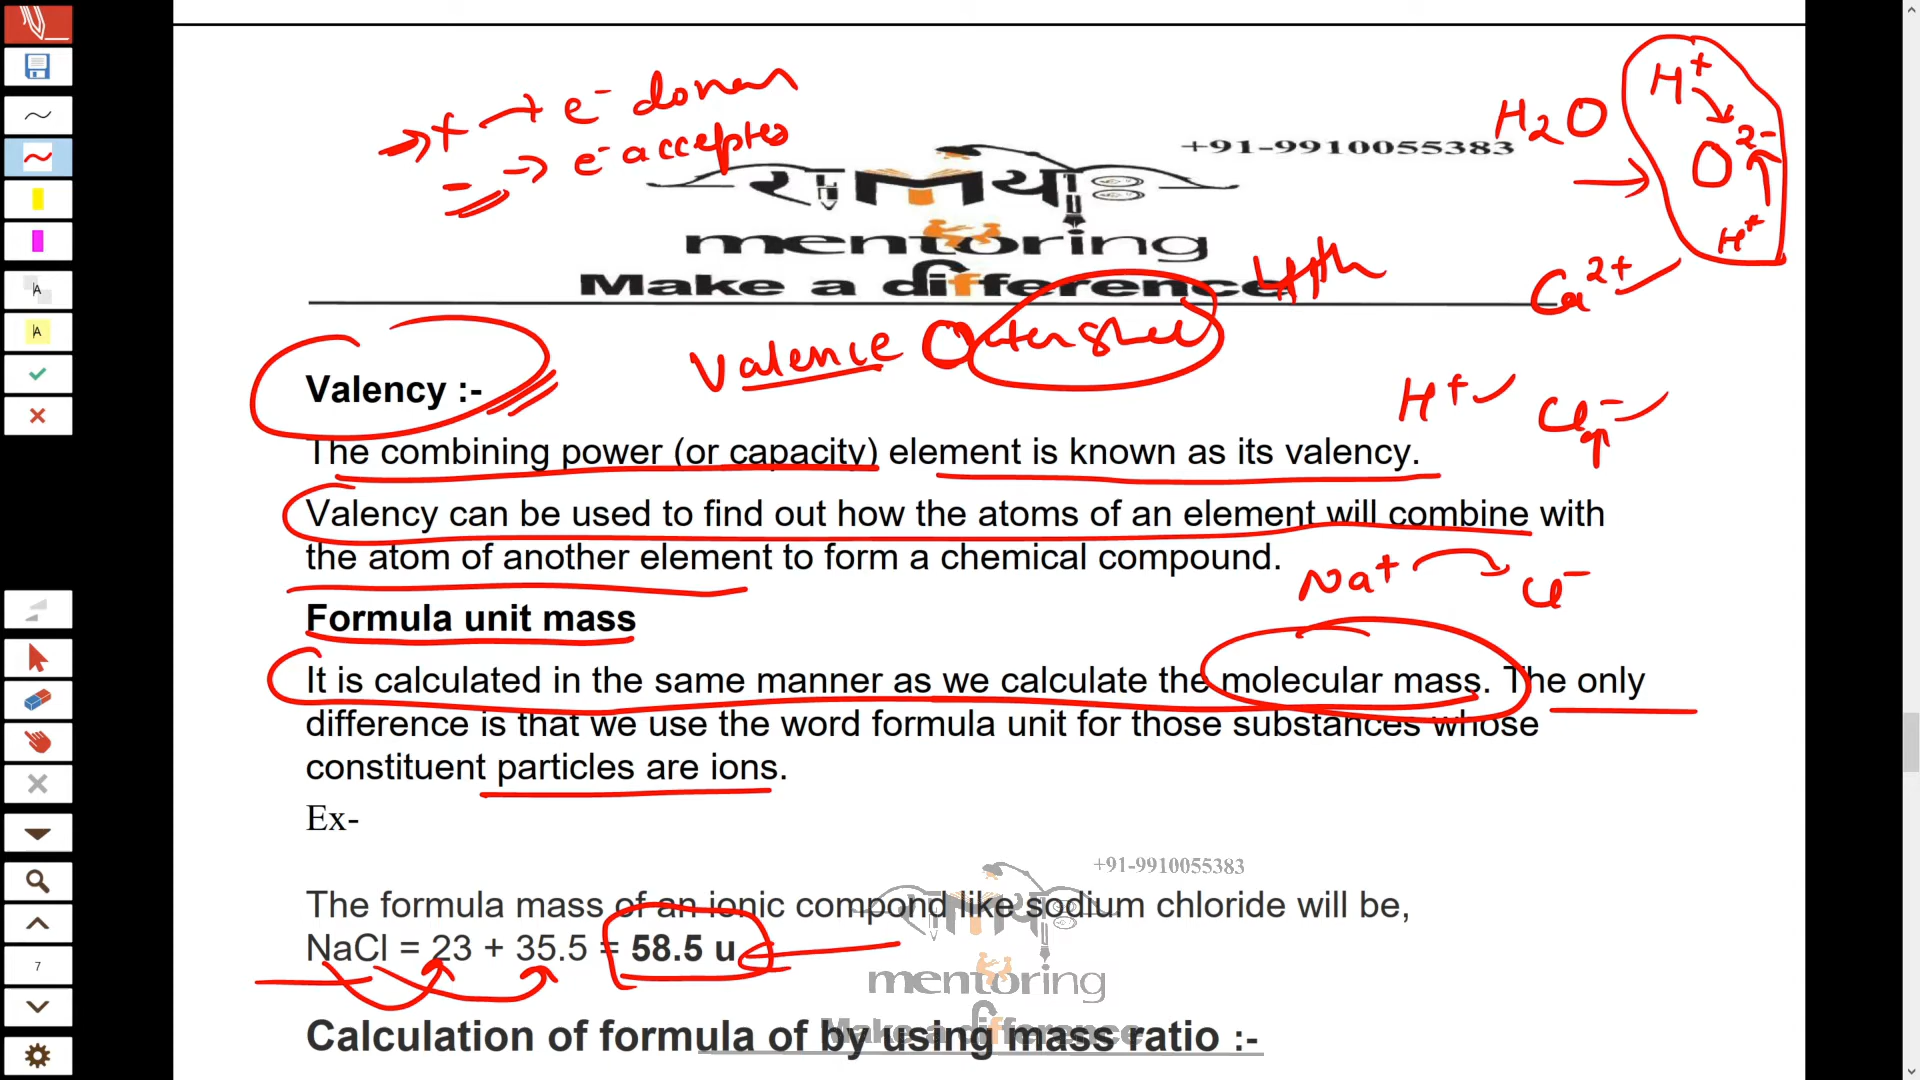 + → e⁻ donar
- → e⁻ accepter
H₂O
H⁺
O²⁻
H⁺
+91-9910055383
समय
mentoring
Make a difference
Ca²⁺
Valence Outer shell
Valency :-
H⁺ Cl⁻
The combining power (or capacity) element is known as its valency.
Valency can be used to find out how the atoms of an element will combine with
the atom of another element to form a chemical compound.
Na⁺ Cl⁻
Formula unit mass
It is calculated in the same manner as we calculate the molecular mass. The only
difference is that we use the word formula unit for those substances whose
constituent particles are ions.
Ex-
+91-9910055383
The formula mass of an ionic compond like sodium chloride will be,
NaCl = 23 + 35.5 = 58.5 u
समय
mentoring
Make a difference
Calculation of formula of by using mass ratio :-
7